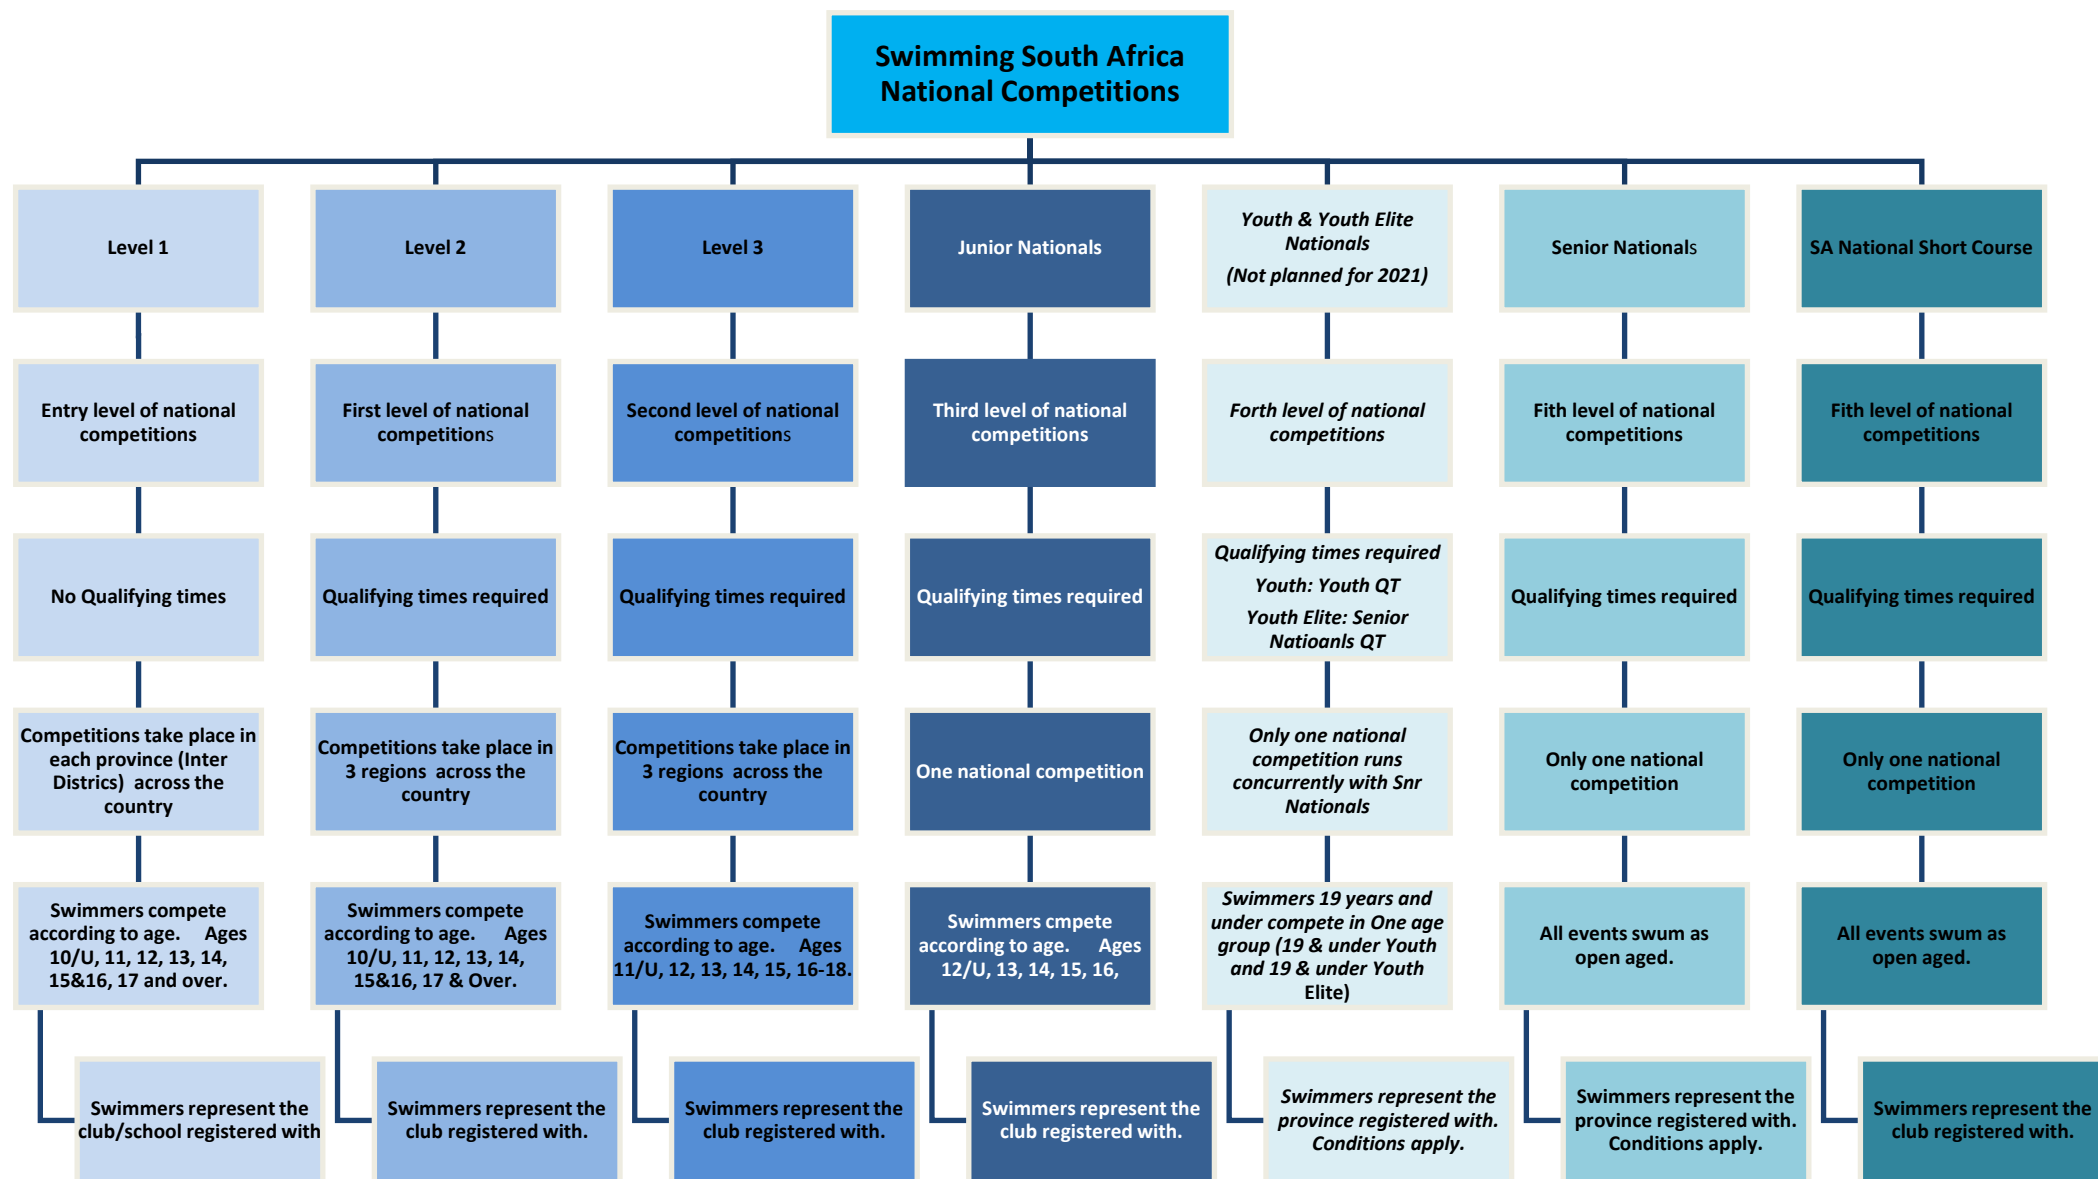 Swimming South Africa
National Competitions
Level 1
Level 2
Level 3
Junior Nationals
Youth & Youth Elite
Nationals
(Not planned for 2021)
Senior Nationals
SA National Short Course
Entry level of national
competitions
First level of national
competitions
Second level of national
competitions
Third level of national
competitions
Forth level of national
competitions
Fith level of national
competitions
Fith level of national
competitions
No Qualifying times
Qualifying times required
Qualifying times required
Qualifying times required
Qualifying times required
Youth: Youth QT
Youth Elite: Senior
Natioanls QT
Qualifying times required
Qualifying times required
Competitions take place in
each province (Inter
Districs) across the
country
Competitions take place in
3 regions across the
country
Competitions take place in
3 regions across the
country
One national competition
Only one national
competition runs
concurrently with Snr
Nationals
Only one national
competition
Only one national
competition
Swimmers compete
according to age. Ages
10/U, 11, 12, 13, 14,
15&16, 17 and over.
Swimmers compete
according to age. Ages
10/U, 11, 12, 13, 14,
15&16, 17 & Over.
Swimmers compete
according to age. Ages
11/U, 12, 13, 14, 15, 16-18.
Swimmers cmpete
according to age. Ages
12/U, 13, 14, 15, 16,
Swimmers 19 years and
under compete in One age
group (19 & under Youth
and 19 & under Youth
Elite)
All events swum as
open aged.
All events swum as
open aged.
Swimmers represent the
club/school registered with
Swimmers represent the
club registered with.
Swimmers represent the
club registered with.
Swimmers represent the
club registered with.
Swimmers represent the
province registered with.
Conditions apply.
Swimmers represent the
province registered with.
Conditions apply.
Swimmers represent the
club registered with.